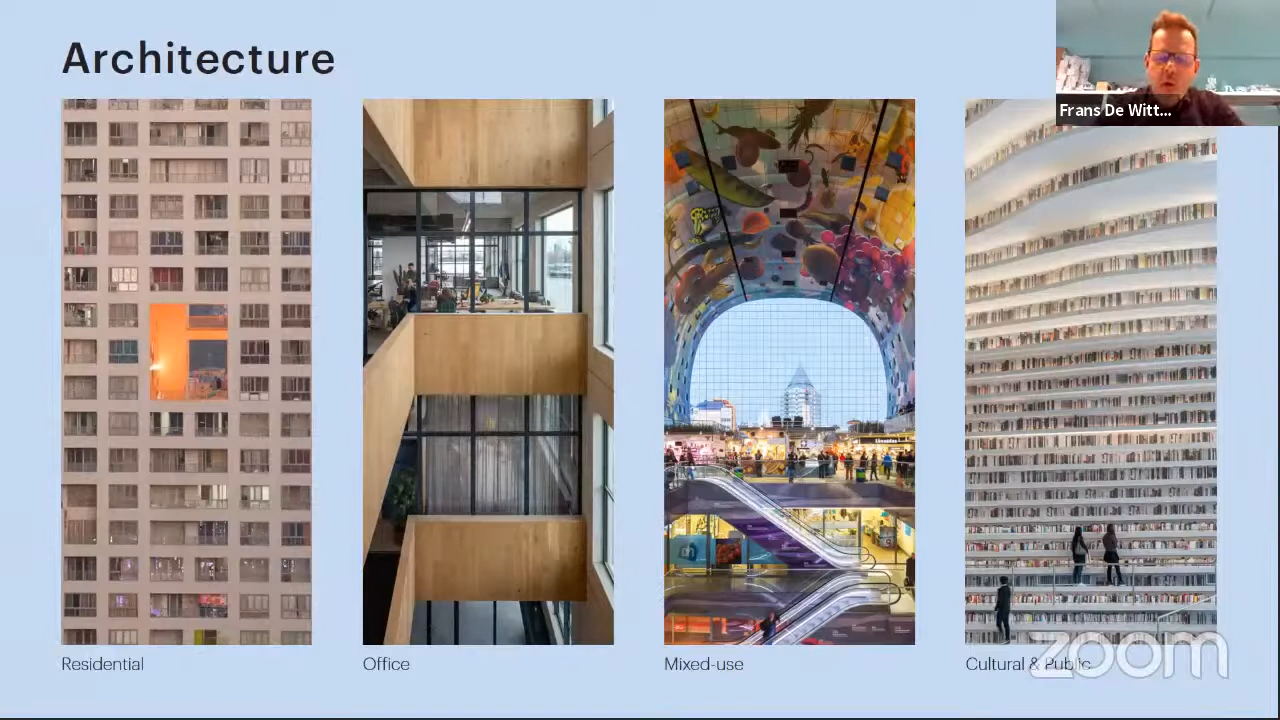 Architecture
Frans De Witt...
Residential
Office
Mixed-use
Cultural & Public
zoom